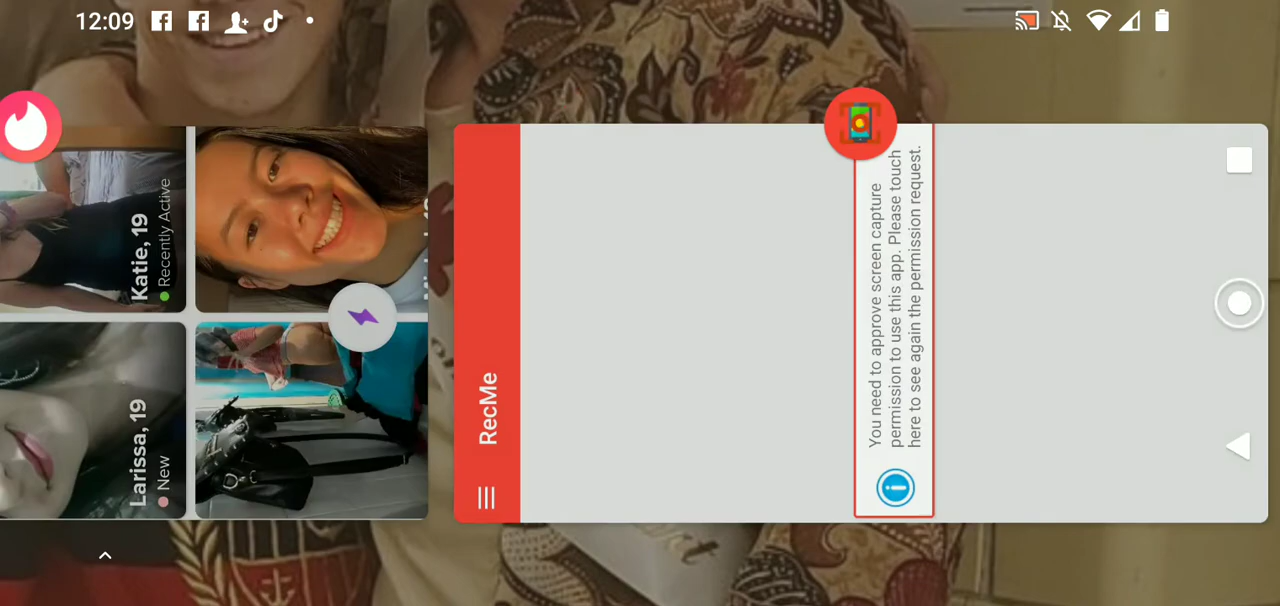 12:09
Katie, 19
Recently Active
Larissa, 19
New
RecMe
You need to approve screen capture
permission to use this app. Please touch
here to see again the permission request.